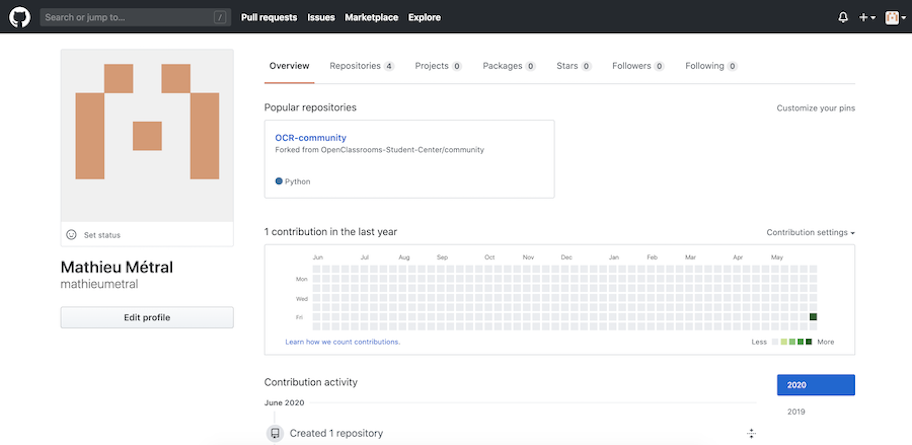 Search or jump to... / Pull requests Issues Marketplace Explore
Overview Repositories 4 Projects 0 Packages 0 Stars 0 Followers 0 Following 0
Popular repositories Customize your pins
OCR-community
Forked from OpenClassrooms-Student-Center/community
Python
Set status
Mathieu Métral
mathieumetral
Edit profile
1 contribution in the last year Contribution settings
Jun Jul Aug Sep Oct Nov Dec Jan Feb Mar Apr May
Mon
Wed
Fri
Learn how we count contributions. Less More
Contribution activity 2020
June 2020 2019
Created 1 repository